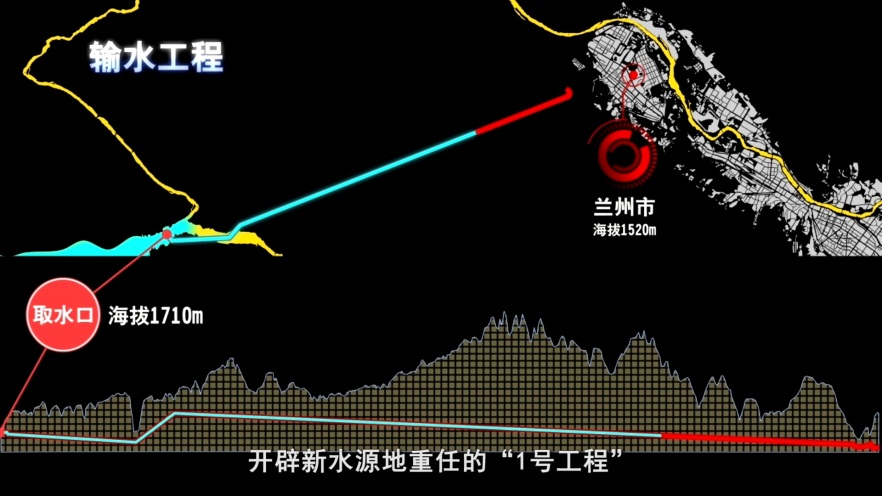 输水工程
兰州市
海拔1520m
取水口
海拔1710m
开辟新水源地重任的“1号工程”